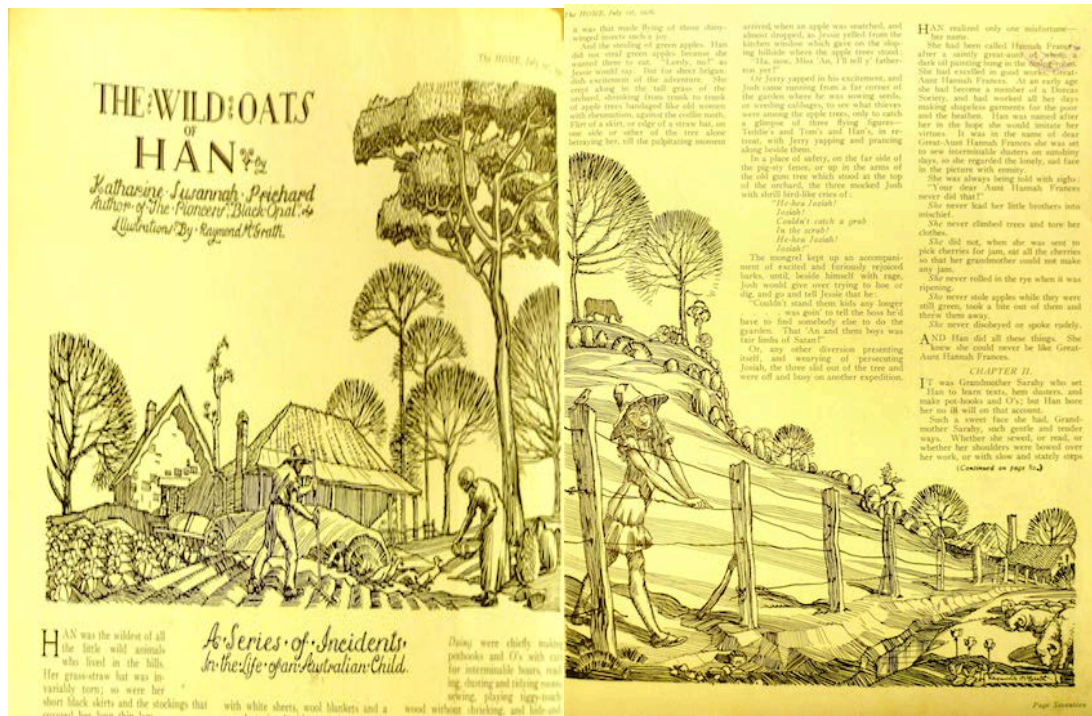 The HOME, July 1st, 19
THE WILD OATS
OF
HAN by
Katharine Susannah Prichard
Author of "The Pioneers", "Black Opal".
Illustrations By Raymond McGrath.
A Series of Incidents
In the Life of an Australian Child.
HAN was the wildest of all
the little wild animals
who lived in the hills.
Her grass-straw hat was in-
variably torn; so were her
short black skirts and the stockings that
covered her long thin legs.
with white sheets, wool blankets and a
Daisy were chiefly making
pothooks and O's with care
for interminable hours, read-
ing, dusting and tidying rooms,
sewing, playing tiggy-touch
wood without shrieking, and hide-and-
The HOME, July 1st, 1926.
a was that made flying of those shiny-
winged insects such a joy.
And the stealing of green apples. Han
did not steal green apples because she
wanted them to eat. "Lordy, no!" as
Jessie would say. But for sheer brigan-
dish excitement of the adventure. She
crept along in the tall grass of the
orchard, shrinking from trunk to trunk
of apple trees bandaged like old women
with rheumatism, against the codlin moth.
Flirt of a skirt, or edge of a straw hat, on
one side or other of the tree alone
betraying her, till the palpitating moment
arrived, when an apple was snatched, and
almost dropped, as Jessie yelled from the
kitchen window which gave on the slop-
ing hillside where the apple trees stood:
"Ha, now, Miss 'An, I'll tell y' father-
ron yer!"
Or Jerry yapped in his excitement, and
Josh came running from a far corner of
the garden where he was sowing seeds,
or weeding cabbages, to see what thieves
were among the apple trees, only to catch
a glimpse of three flying figures—
Teddie's and Tom's and Han's, in re-
treat, with Jerry yapping and prancing
along beside them.
In a place of safety, on the far side of
the pig-sty fence, or up in the arms of
the old gum tree which stood at the top
of the orchard, the three mocked Josh
with shrill bird-like cries of:
"He-heu Josiah!
Josiah!
Couldn't catch a grub
In the scrub!
He-heu Josiah!
Josiah!"
The mongrel kept up an accompani-
ment of excited and furiously rejoiced
barks, until, beside himself with rage,
Josh would give over trying to hoe or
dig, and go and tell Jessie that he:
"Couldn't stand them kids any longer
. . . . was goin' to tell the boss he'd
have to find somebody else to do the
gyarden. That 'An and them boys was
fair limbs of Satan!"
Or, any other diversion presenting
itself, and wearying of persecuting
Josiah, the three slid out of the tree and
were off and busy on another expedition.
HAN realized only one misfortune—
her name.
She had been called Hannah Frances
after a saintly great-aunt, of whom, a
dark oil painting hung in the
She had excelled in good works, Great-
Aunt Hannah Frances. At an early age
she had become a member of a Dorcas
Society, and had worked all her days
making shapeless garments for the poor
and the heathen. Han was named after
her in the hope she would imitate her
virtues. It was in the name of dear
Great-Aunt Hannah Frances she was set
to sew interminable dusters on sunshiny
days, so she regarded the lonely, sad face
in the picture with enmity.
She was always being told with sighs:
"Your dear Aunt Hannah Frances
never did that!"
She never lead her little brothers into
mischief.
She never climbed trees and tore her
clothes.
She did not, when she was sent to
pick cherries for jam, eat all the cherries
so that her grandmother could not make
any jam.
She never rolled in the rye when it was
ripening.
She never stole apples while they were
still green, took a bite out of them and
threw them away.
She never disobeyed or spoke rudely.
AND Han did all these things. She
knew she could never be like Great-
Aunt Hannah Frances.
CHAPTER II.
IT was Grandmother Sarahy who set
Han to learn texts, hem dusters, and
make pot-hooks and O's; but Han bore
her no ill will on that account.
Such a sweet face she had, Grand-
mother Sarahy, such gentle and tender
ways. Whether she sewed, or read, or
whether her shoulders were bowed over
her work, or with slow and stately steps
(Continued on page 80.)
Raymond McGrath
Page Seventeen